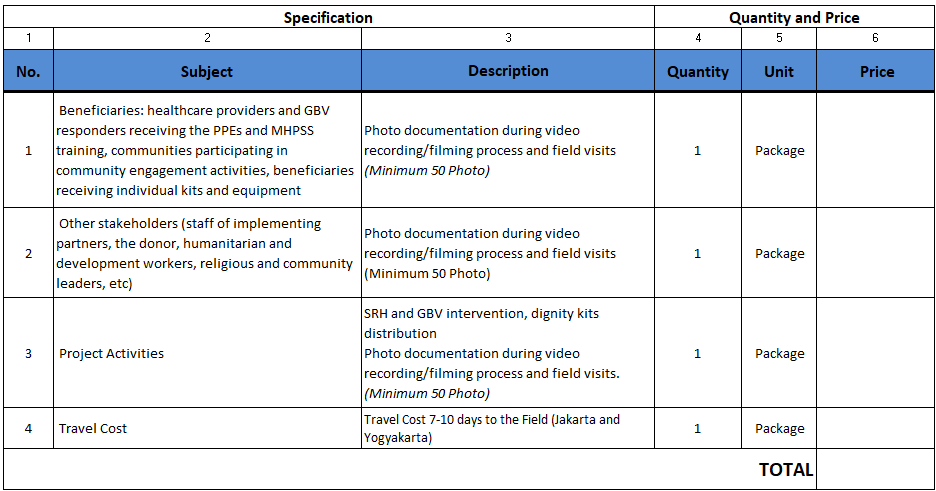 Specification Quantity and Price
1 2 3 4 5 6
No. Subject Description Quantity Unit Price
1
Beneficiaries: healthcare providers and GBV
responders receiving the PPEs and MHPSS
training, communities participating in
community engagement activities, beneficiaries
receiving individual kits and equipment
Photo documentation during video
recording/filming process and field visits
(Minimum 50 Photo)
1
Package
2
Other stakeholders (staff of implementing
partners, the donor, humanitarian and
development workers, religious and community
leaders, etc)
Photo documentation during video
recording/filming process and field visits
(Minimum 50 Photo)
1
Package
3
Project Activities
SRH and GBV intervention, dignity kits
distribution
Photo documentation during video
recording/filming process and field visits.
(Minimum 50 Photo)
1
Package
4
Travel Cost
Travel Cost 7-10 days to the Field (Jakarta and
Yogyakarta)
1
Package
TOTAL